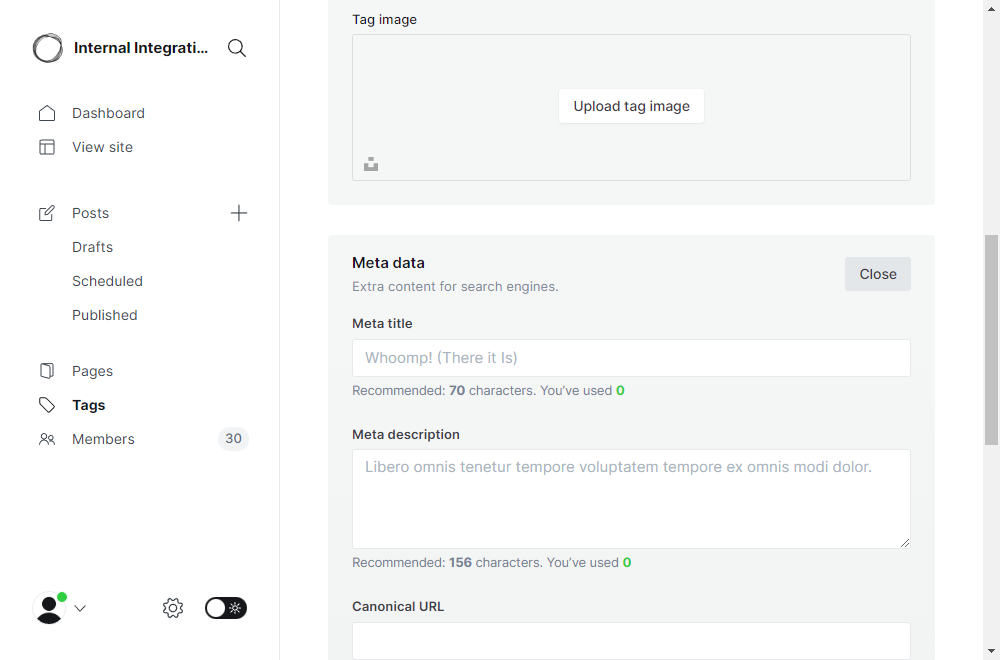 Internal Integrati...
Dashboard
View site
Posts
Drafts
Scheduled
Published
Pages
Tags
Members
30
Tag image
Upload tag image
Meta data
Extra content for search engines.
Close
Meta title
Whoomp! (There it Is)
Recommended: 70 characters. You've used 0
Meta description
Libero omnis tenetur tempore voluptatem tempore ex omnis modi dolor.
Recommended: 156 characters. You've used 0
Canonical URL